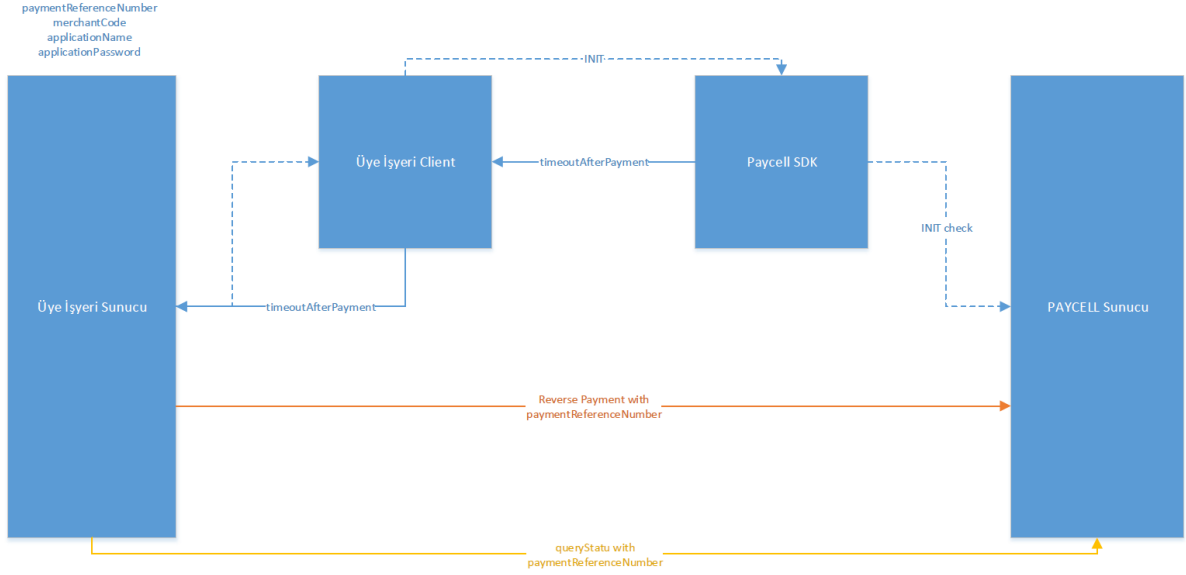 paymentReferenceNumber
merchantCode
applicationName
applicationPassword
INIT
Üye İşyeri Client
timeoutAfterPayment
Paycell SDK
INIT check
Üye İşyeri Sunucu
timeoutAfterPayment
PAYCELL Sunucu
Reverse Payment with
paymentReferenceNumber
queryStatu with
paymentReferenceNumber